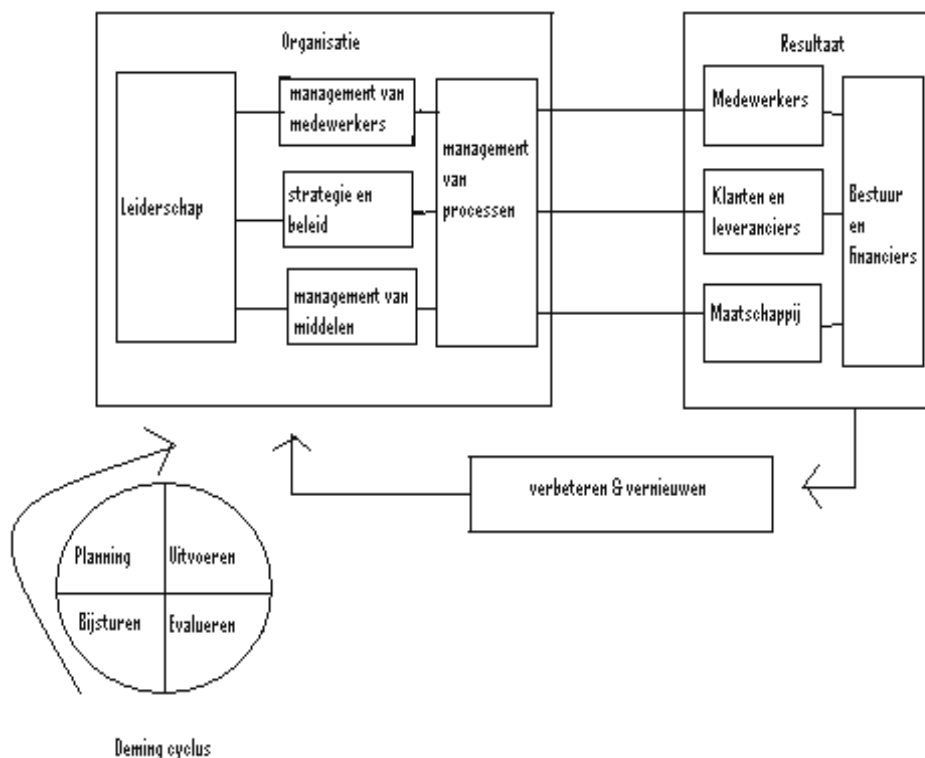 Organisatie
Resultaat
leiderschap
management van
medewerkers
strategie en
beleid
management van
middelen
management
van
processen
Medewerkers
Klanten en
leveranciers
Maatschappij
Bestuur
en
financiers
verbeteren & vernieuwen
Planning
Uitvoeren
Bijsturen
Evalueren
Deming cyclus